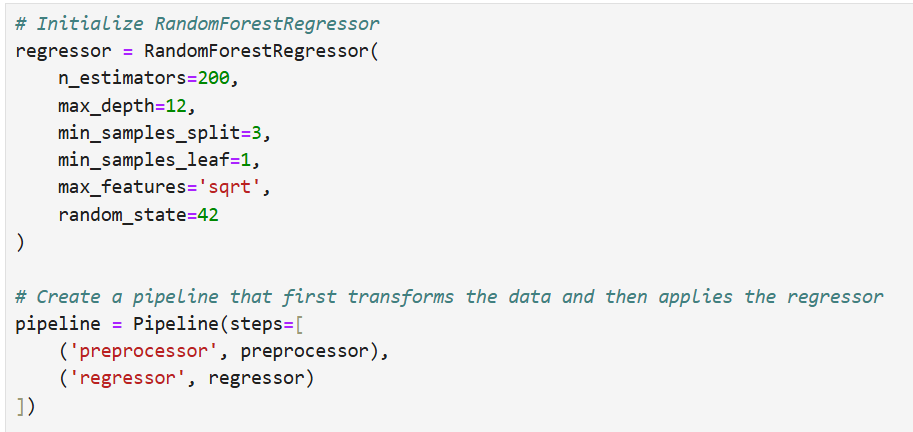 # Initialize RandomForestRegressor
regressor = RandomForestRegressor(
    n_estimators=200,
    max_depth=12,
    min_samples_split=3,
    min_samples_leaf=1,
    max_features='sqrt',
    random_state=42
)

# Create a pipeline that first transforms the data and then applies the regressor
pipeline = Pipeline(steps=[
    ('preprocessor', preprocessor),
    ('regressor', regressor)
])